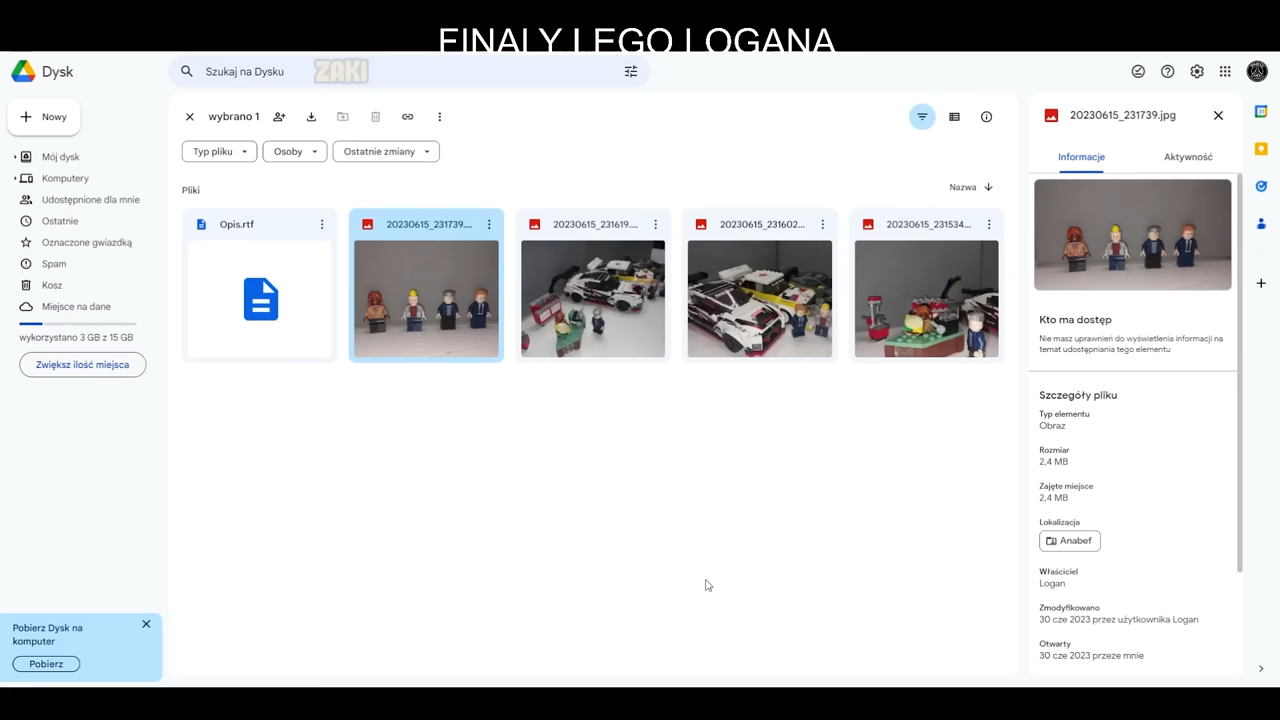 FINALY LEGO LOGANA
Dysk
Szukaj na Dysku
ZAKI
Nowy
wybrano 1
20230615_231739.jpg
Typ pliku
Osoby
Ostatnie zmiany
Informacje
Aktywność
Mój dysk
Komputery
Udostępnione dla mnie
Ostatnie
Oznaczone gwiazdką
Spam
Kosz
Miejsce na dane
wykorzystano 3 GB z 15 GB
Zwiększ ilość miejsca
Pliki
Nazwa
Opis.rtf
20230615_231739....
20230615_231619....
20230615_231602...
20230615_231534...
Kto ma dostęp
Nie masz uprawnień do wyświetlenia informacji na
temat udostępniania tego elementu
Szczegóły pliku
Typ elementu
Obraz
Rozmiar
2,4 MB
Zajęte miejsce
2,4 MB
Lokalizacja
Anabef
Właściciel
Logan
Zmodyfikowano
30 cze 2023 przez użytkownika Logan
Otwarty
30 cze 2023 przeze mnie
Pobierz Dysk na
komputer
Pobierz